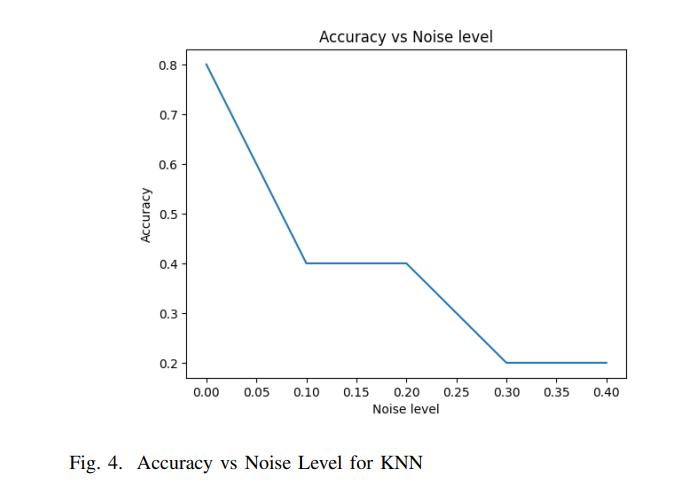 Accuracy vs Noise level
0.8
0.7
0.6
0.5
0.4
0.3
0.2
Accuracy
0.00 0.05 0.10 0.15 0.20 0.25 0.30 0.35 0.40
Noise level
Fig. 4. Accuracy vs Noise Level for KNN